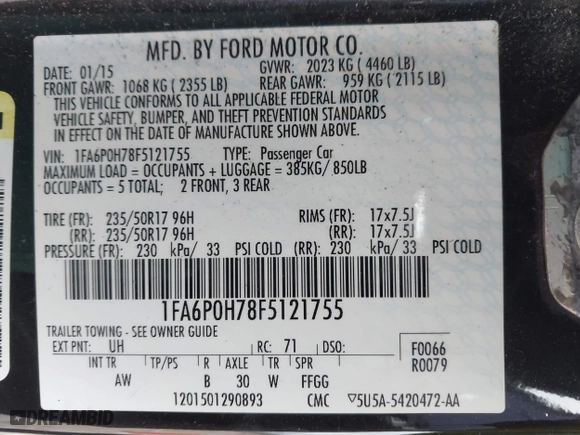 MFD. BY FORD MOTOR CO.
DATE: 01/15 GVWR: 2023 KG ( 4460 LB)
FRONT GAWR: 1068 KG ( 2355 LB) REAR GAWR: 959 KG ( 2115 LB)
THIS VEHICLE CONFORMS TO ALL APPLICABLE FEDERAL MOTOR
VEHICLE SAFETY, BUMPER, AND THEFT PREVENTION STANDARDS
IN EFFECT ON THE DATE OF MANUFACTURE SHOWN ABOVE.
VIN: 1FA6P0H78F5121755 TYPE: Passenger Car
MAXIMUM LOAD = OCCUPANTS + LUGGAGE = 385KG/ 850LB
OCCUPANTS = 5 TOTAL; 2 FRONT, 3 REAR
TIRE (FR): 235/50R17 96H RIMS (FR): 17x7.5J
(RR): 235/50R17 96H (RR): 17x7.5J
PRESSURE (FR): 230 kPa/ 33 PSI COLD (RR): 230 kPa/ 33 PSI COLD
1FA6P0H78F5121755
TRAILER TOWING - SEE OWNER GUIDE
EXT PNT: UH RC: 71 DSO: F0066
INT TR TP/PS R AXLE TR SPR R0079
AW B 30 W FFGG
1201501290893 CMC ▽5U5A-5420472-AA
DREAMBID